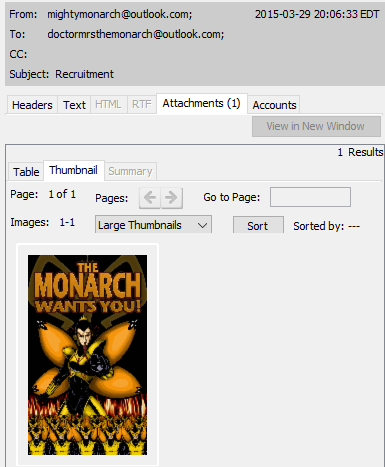 From: mightymonarch@outlook.com; 2015-03-29 20:06:33 EDT
To: doctormrsthemonarch@outlook.com;
CC:
Subject: Recruitment
Headers Text HTML RTF Attachments (1) Accounts
View in New Window
1 Results
Table Thumbnail Summary
Page: 1 of 1 Pages: Go to Page:
Images: 1-1 Large Thumbnails Sort Sorted by: ---
THE
MONARCH
WANTS YOU!